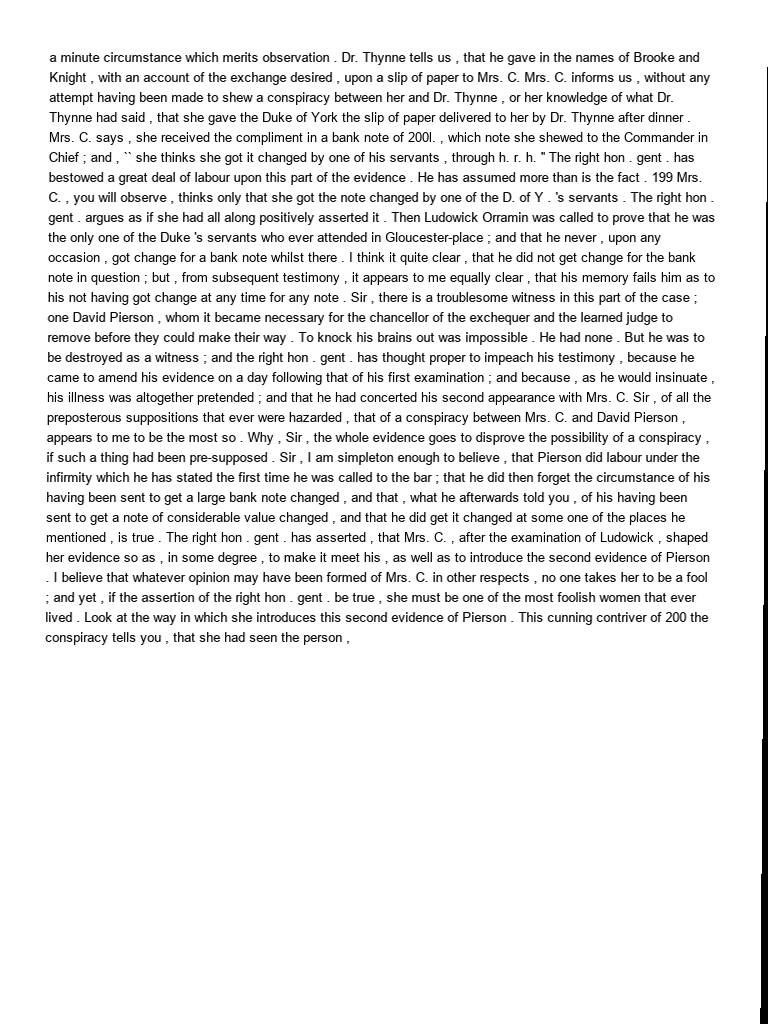 a minute circumstance which merits observation . Dr. Thynne tells us , that he gave in the names of Brooke and
Knight , with an account of the exchange desired , upon a slip of paper to Mrs. C. Mrs. C. informs us , without any
attempt having been made to shew a conspiracy between her and Dr. Thynne , or her knowledge of what Dr.
Thynne had said , that she gave the Duke of York the slip of paper delivered to her by Dr. Thynne after dinner .
Mrs. C. says , she received the compliment in a bank note of 200l. , which note she shewed to the Commander in
Chief ; and , `` she thinks she got it changed by one of his servants , through h. r. h. '' The right hon . gent . has
bestowed a great deal of labour upon this part of the evidence . He has assumed more than is the fact . 199 Mrs.
C. , you will observe , thinks only that she got the note changed by one of the D. of Y . 's servants . The right hon .
gent . argues as if she had all along positively asserted it . Then Ludowick Orramin was called to prove that he was
the only one of the Duke 's servants who ever attended in Gloucester-place ; and that he never , upon any
occasion , got change for a bank note whilst there . I think it quite clear , that he did not get change for the bank
note in question ; but , from subsequent testimony , it appears to me equally clear , that his memory fails him as to
his not having got change at any time for any note . Sir , there is a troublesome witness in this part of the case ;
one David Pierson , whom it became necessary for the chancellor of the exchequer and the learned judge to
remove before they could make their way . To knock his brains out was impossible . He had none . But he was to
be destroyed as a witness ; and the right hon . gent . has thought proper to impeach his testimony , because he
came to amend his evidence on a day following that of his first examination ; and because , as he would insinuate ,
his illness was altogether pretended ; and that he had concerted his second appearance with Mrs. C. Sir , of all the
preposterous suppositions that ever were hazarded , that of a conspiracy between Mrs. C. and David Pierson ,
appears to me to be the most so . Why , Sir , the whole evidence goes to disprove the possibility of a conspiracy ,
if such a thing had been pre-supposed . Sir , I am simpleton enough to believe , that Pierson did labour under the
infirmity which he has stated the first time he was called to the bar ; that he did then forget the circumstance of his
having been sent to get a large bank note changed , and that , what he afterwards told you , of his having been
sent to get a note of considerable value changed , and that he did get it changed at some one of the places he
mentioned , is true . The right hon . gent . has asserted , that Mrs. C. , after the examination of Ludowick , shaped
her evidence so as , in some degree , to make it meet his , as well as to introduce the second evidence of Pierson
. I believe that whatever opinion may have been formed of Mrs. C. in other respects , no one takes her to be a fool
; and yet , if the assertion of the right hon . gent . be true , she must be one of the most foolish women that ever
lived . Look at the way in which she introduces this second evidence of Pierson . This cunning contriver of 200 the
conspiracy tells you , that she had seen the person ,